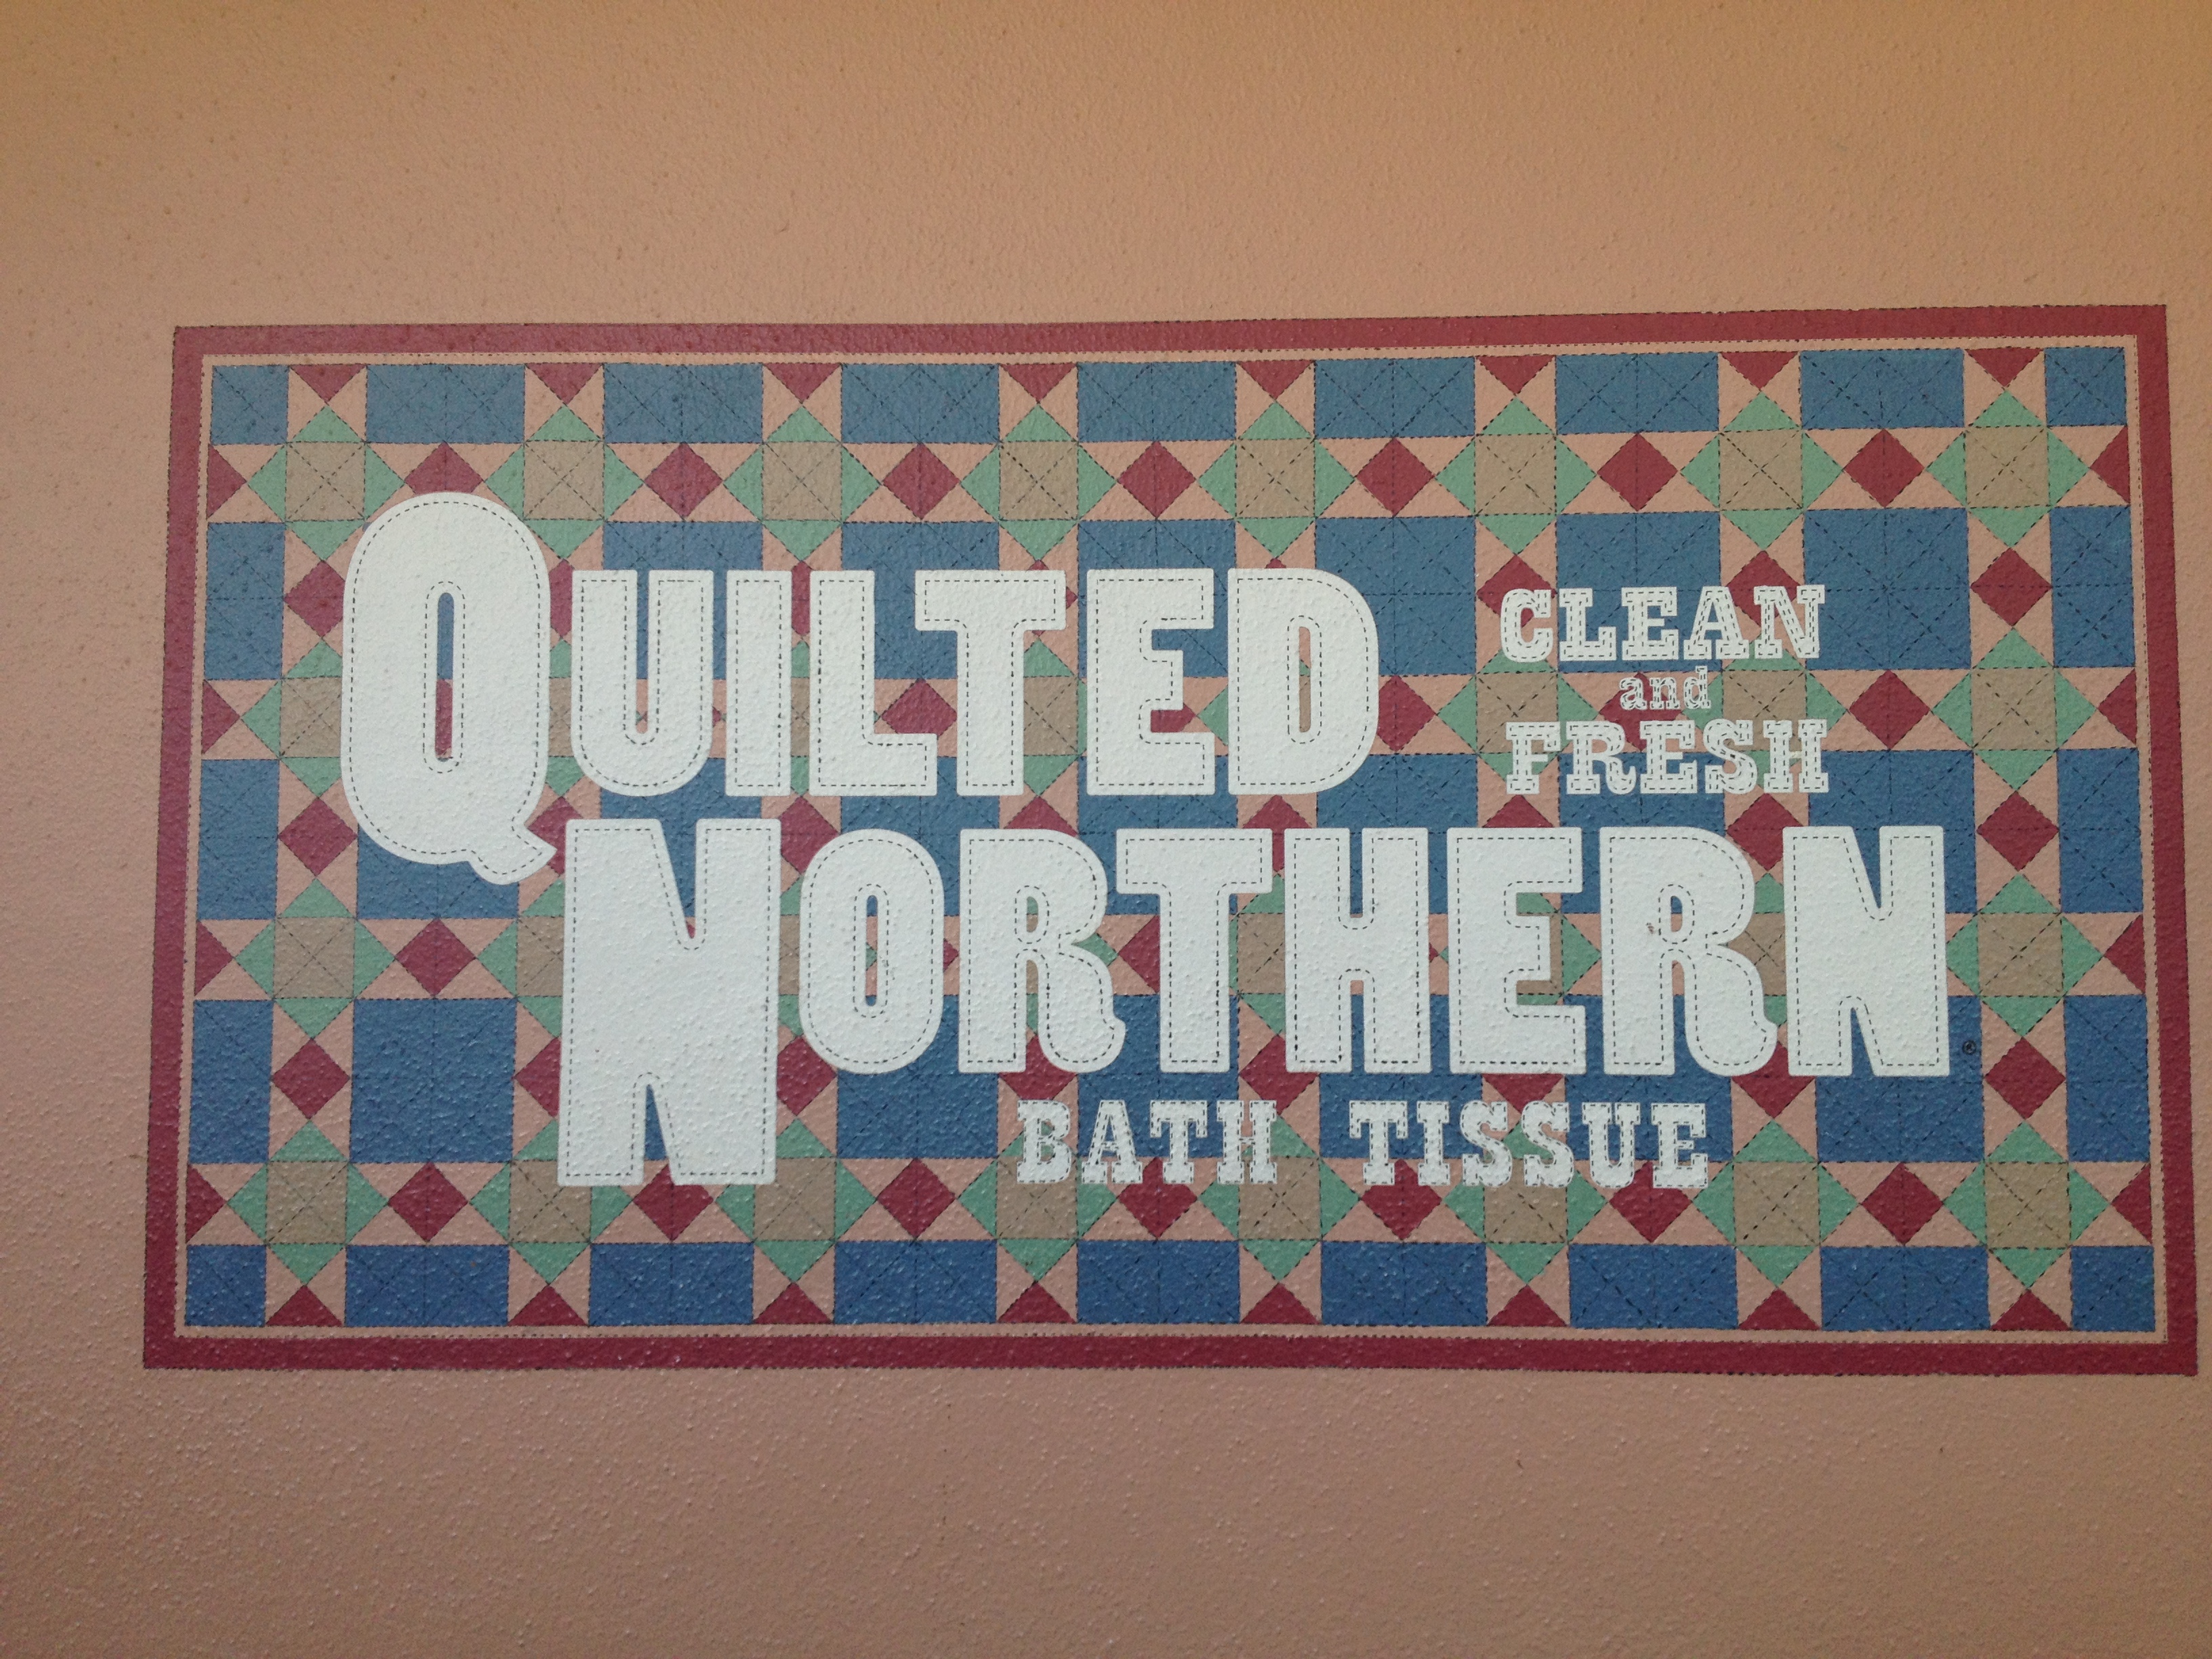 QUILTED
CLEAN
and
FRESH
NORTHERN®
BATH TISSUE